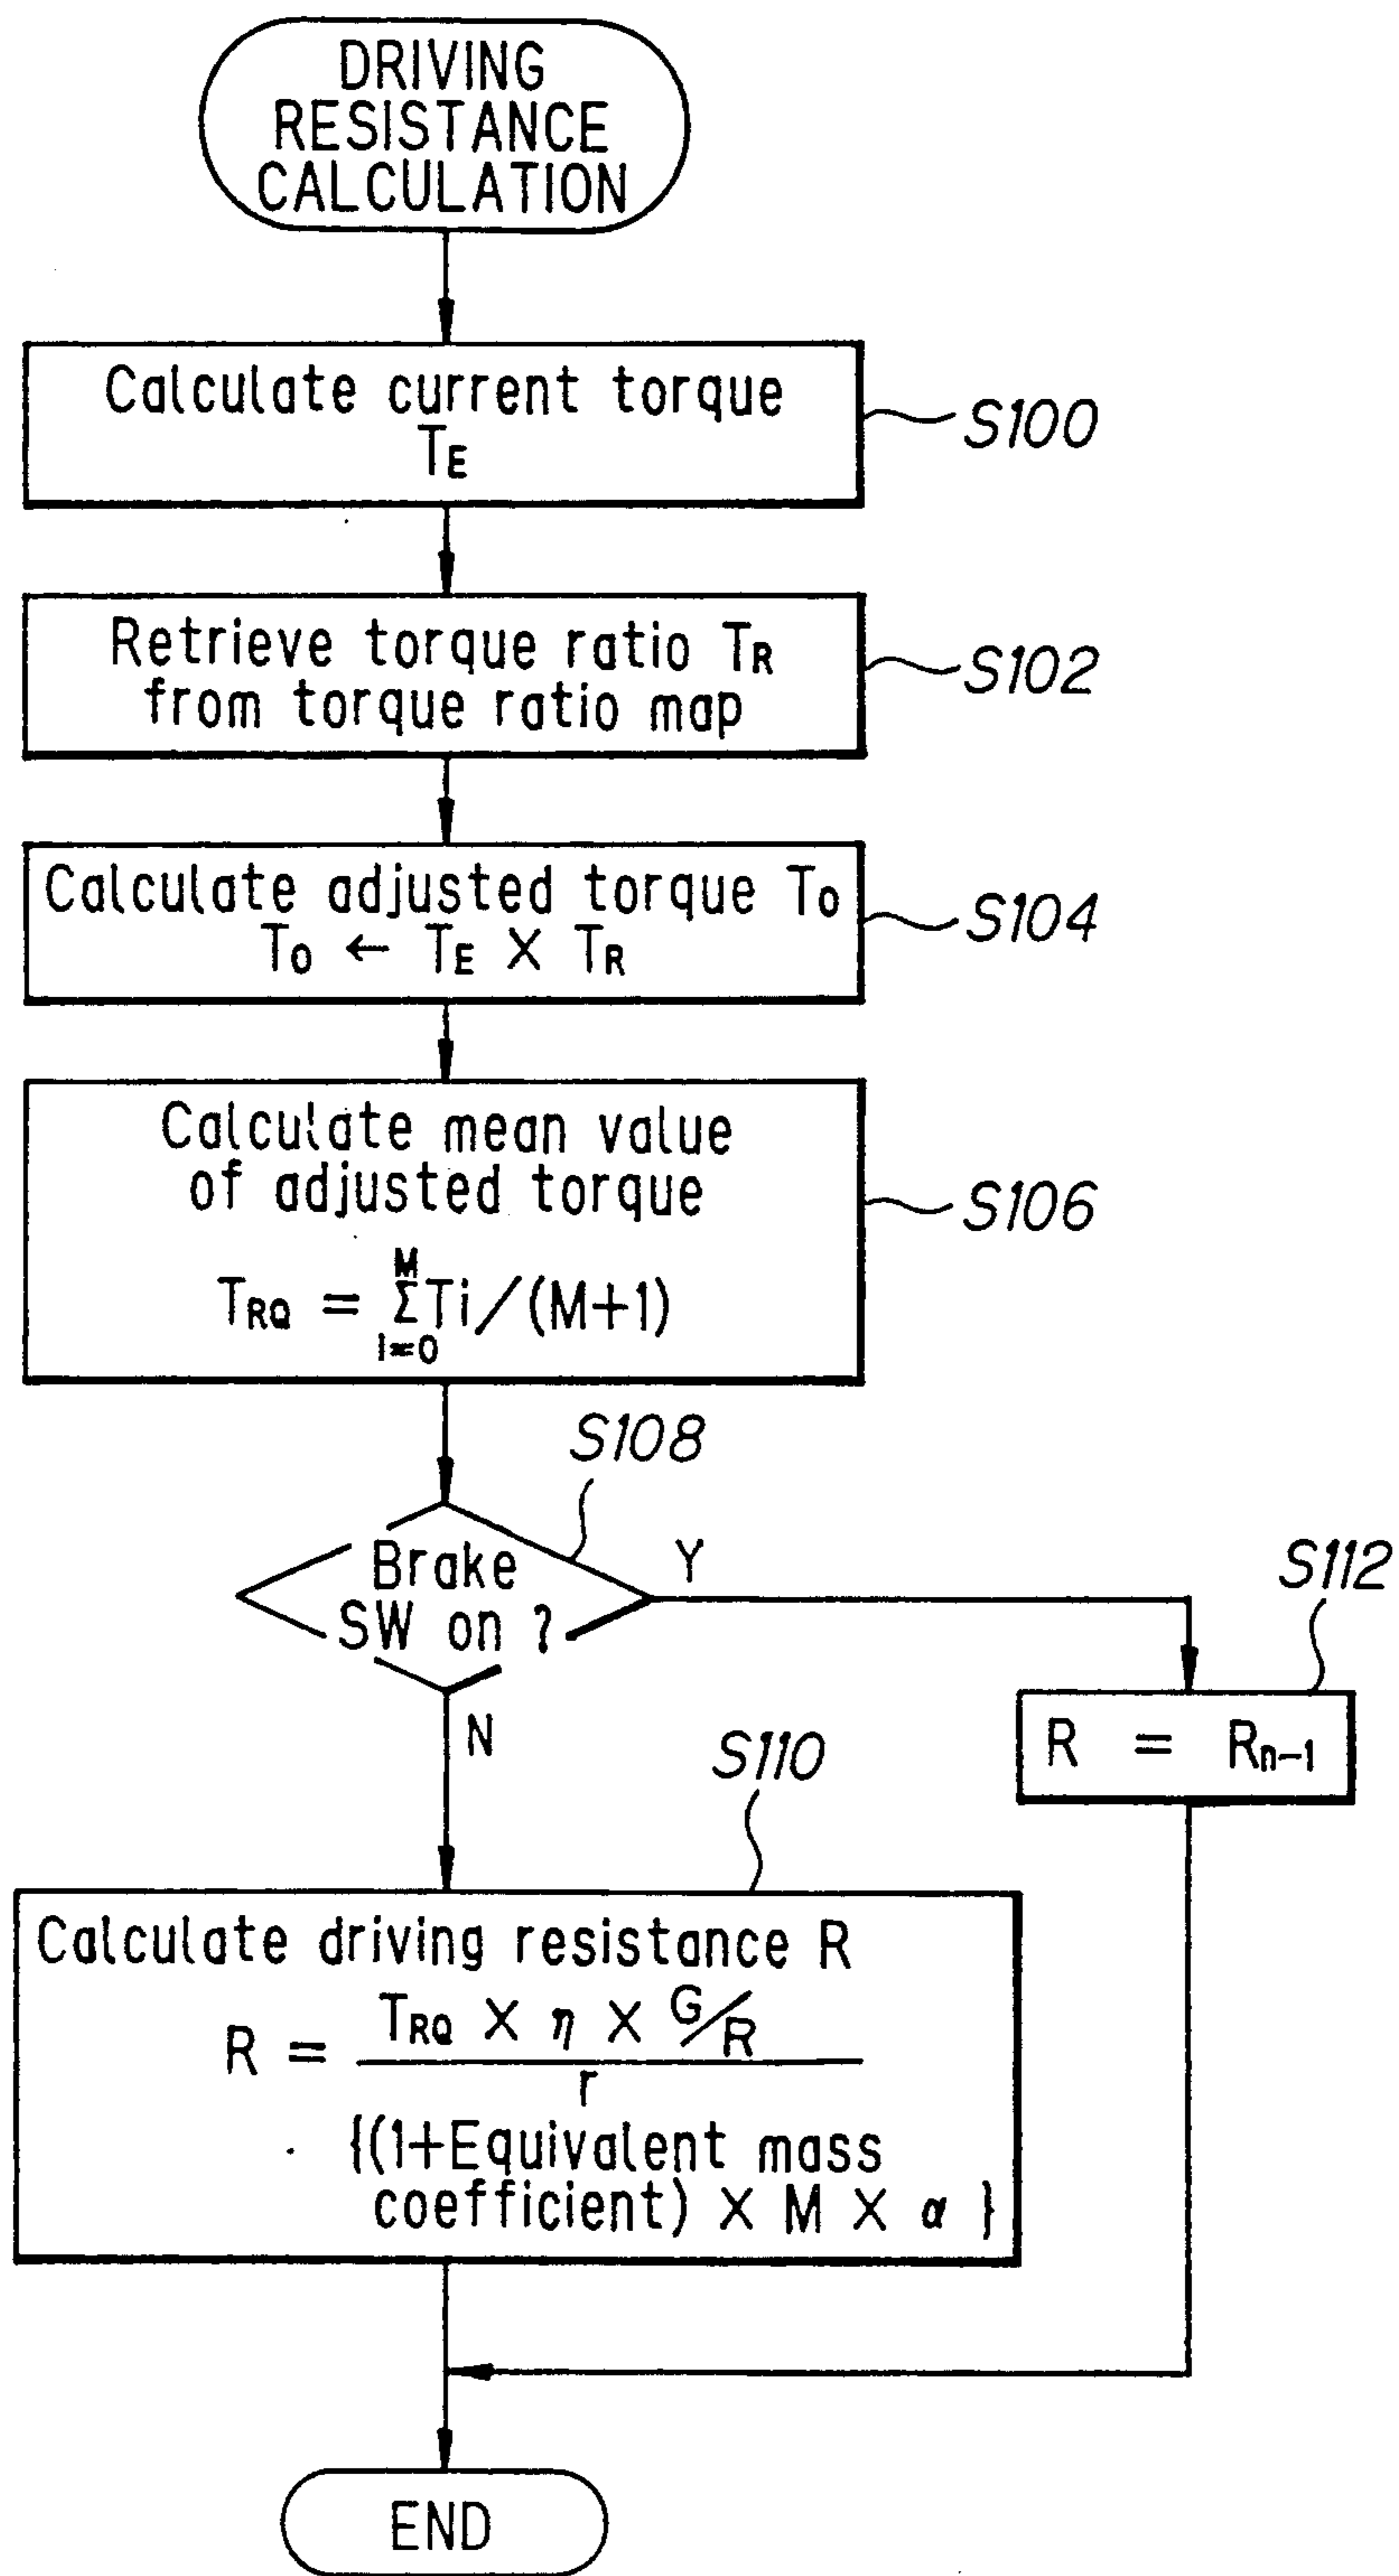 DRIVING
RESISTANCE
CALCULATION
Calculate current torque
TE
S100
Retrieve torque ratio TR
from torque ratio map
S102
Calculate adjusted torque TO
TO ← TE × TR
S104
Calculate mean value
of adjusted torque
S106
M
TRQ = Σ Ti/(M+1)
i=0
S108
Brake
SW on ?
Y
N
S112
R = Rn-1
S110
Calculate driving resistance R
TRQ × η × G/R
R =
r
{(1+Equivalent mass
coefficient) × M × α }
END